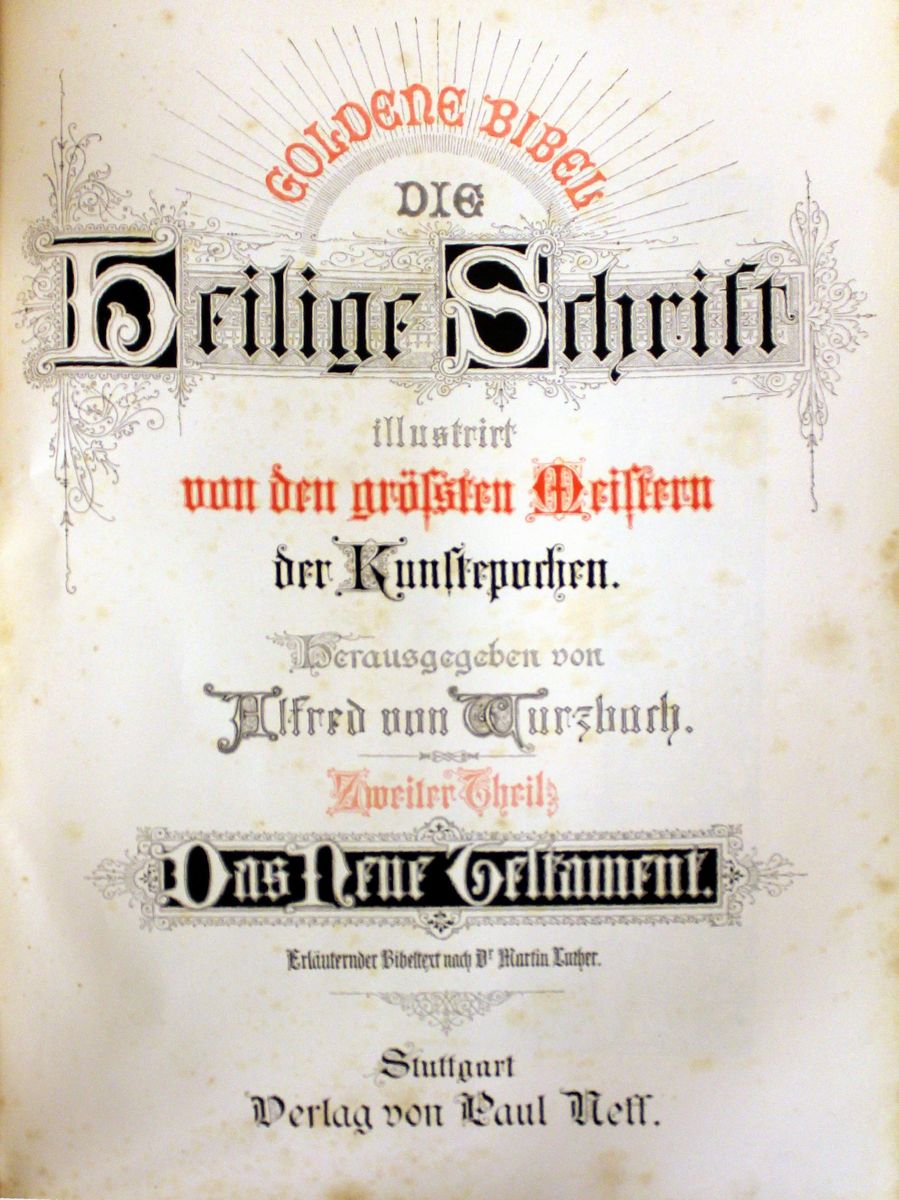 GOLDENE BIBEL
DIE
Heilige Schrift
illustrirt
von den größsten Meistern
der Kunstepochen.
Herausgegeben von
Alfred von Wurzbach.
Zweiter Theil:
Das Neue Testament.
Erläuternder Bibeltext nach Dr Martin Luther.
Stuttgart
Verlag von Paul Neff.